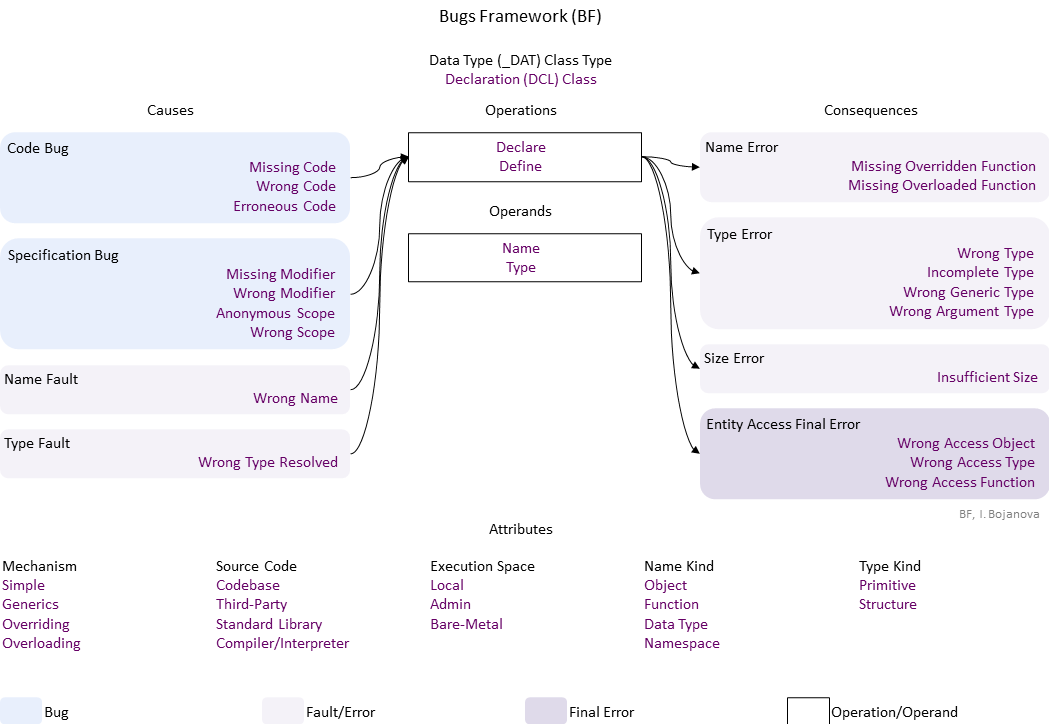 Bugs Framework (BF)
Data Type (_DAT) Class Type
Declaration (DCL) Class
Causes
Code Bug
Missing Code
Wrong Code
Erroneous Code
Specification Bug
Missing Modifier
Wrong Modifier
Anonymous Scope
Wrong Scope
Name Fault
Wrong Name
Type Fault
Wrong Type Resolved
Operations
Declare
Define
Operands
Name
Type
Consequences
Name Error
Missing Overridden Function
Missing Overloaded Function
Type Error
Wrong Type
Incomplete Type
Wrong Generic Type
Wrong Argument Type
Size Error
Insufficient Size
Entity Access Final Error
Wrong Access Object
Wrong Access Type
Wrong Access Function
BF, I. Bojanova
Attributes
Mechanism
Simple
Generics
Overriding
Overloading
Source Code
Codebase
Third-Party
Standard Library
Compiler/Interpreter
Execution Space
Local
Admin
Bare-Metal
Name Kind
Object
Function
Data Type
Namespace
Type Kind
Primitive
Structure
Bug
Fault/Error
Final Error
Operation/Operand